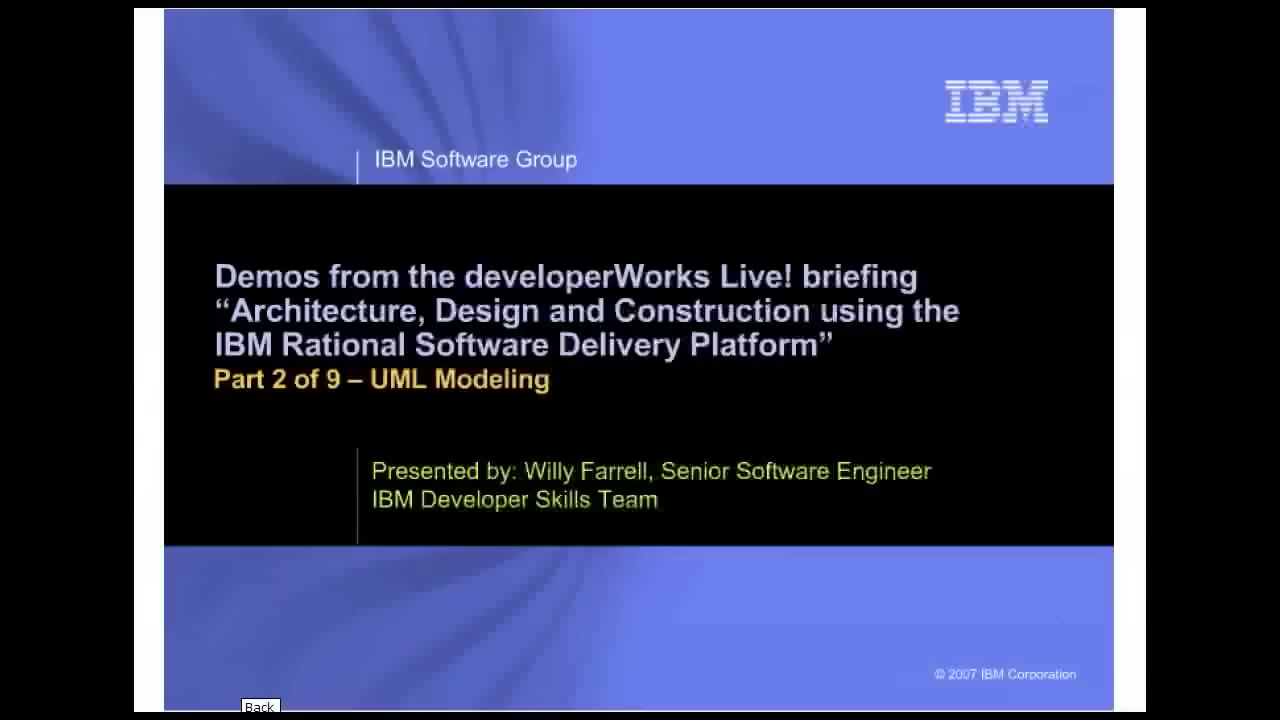 IBM
IBM Software Group
Demos from the developerWorks Live! briefing
“Architecture, Design and Construction using the
IBM Rational Software Delivery Platform”
Part 2 of 9 – UML Modeling
Presented by: Willy Farrell, Senior Software Engineer
IBM Developer Skills Team
© 2007 IBM Corporation
Back